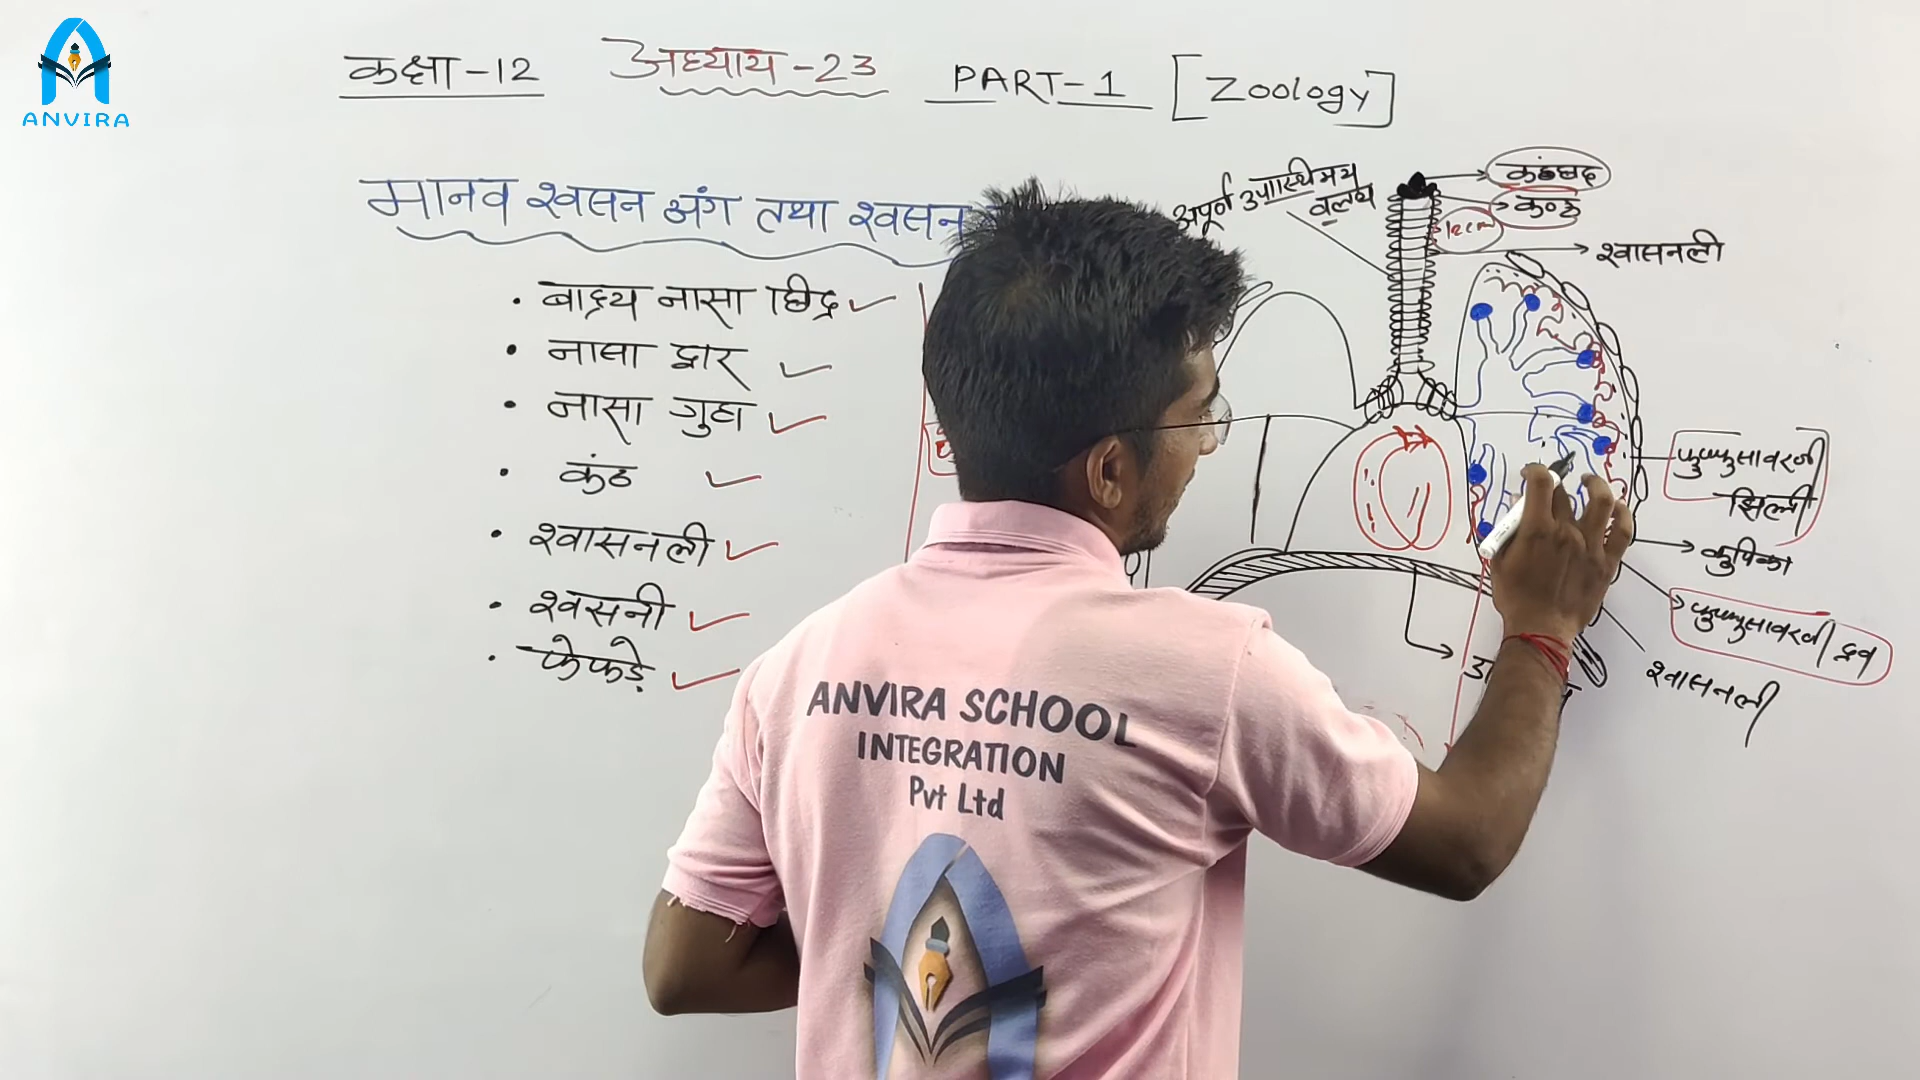 ANVIRA
कक्षा-12 अध्याय-23 PART-1 [Zoology]
मानव श्वसन अंग तथा श्वसन
• बाह्य नासा छिद्र
• नासा द्वार
• नासा गुहा
• कंठ
• श्वासनली
• श्वसनी
• फेफड़े
अपूर्ण उपास्थिमय
वलय
कंठच्छद
कण्ठ
12cm
श्वासनली
फुफ्फुसावरणी
झिल्ली
कुपिका
फुफ्फुसावरणी द्रव
श्वासनली
ANVIRA SCHOOL
INTEGRATION
Pvt Ltd